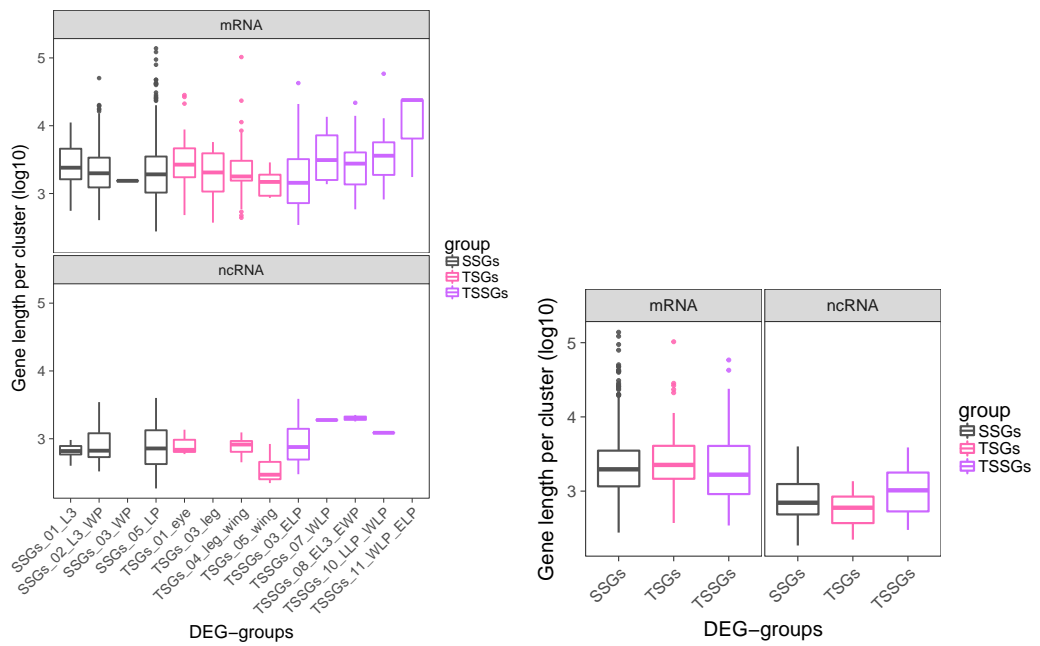 mRNA
5
4
3
Gene length per cluster (log10)
ncRNA
5
4
3
SSGs_01_L3
SSGs_02_L3_WP
SSGs_03_WP
SSGs_05_LP
TSGs_01_eye
TSGs_03_leg
TSGs_04_leg_wing
TSGs_05_wing
TSSGs_03_ELP
TSSGs_07_WLP
TSSGs_08_EL3_EWP
TSSGs_10_LLP_WLP
TSSGs_11_WLP_ELP
DEG−groups
group
SSGs
TSGs
TSSGs
mRNA
ncRNA
5
4
3
Gene length per cluster (log10)
SSGs
TSGs
TSSGs
SSGs
TSGs
TSSGs
DEG−groups
group
SSGs
TSGs
TSSGs